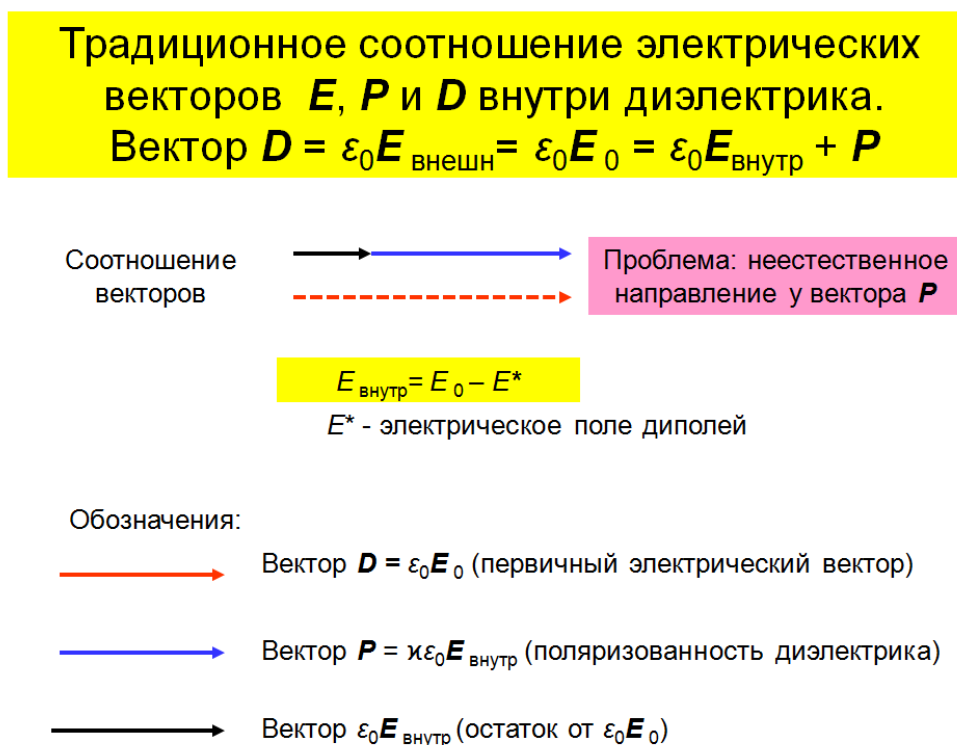 Традиционное соотношение электрических
векторов E, P и D внутри диэлектрика.
Вектор D = ε₀E внешн= ε₀E ₀ = ε₀Eвнутр + P
Соотношение
векторов
Проблема: неестественное
направление у вектора P
E внутр= E ₀ – E*
E* - электрическое поле диполей
Обозначения:
Вектор D = ε₀E ₀ (первичный электрический вектор)
Вектор P = ϰε₀E внутр (поляризованность диэлектрика)
Вектор ε₀E внутр (остаток от ε₀E ₀)